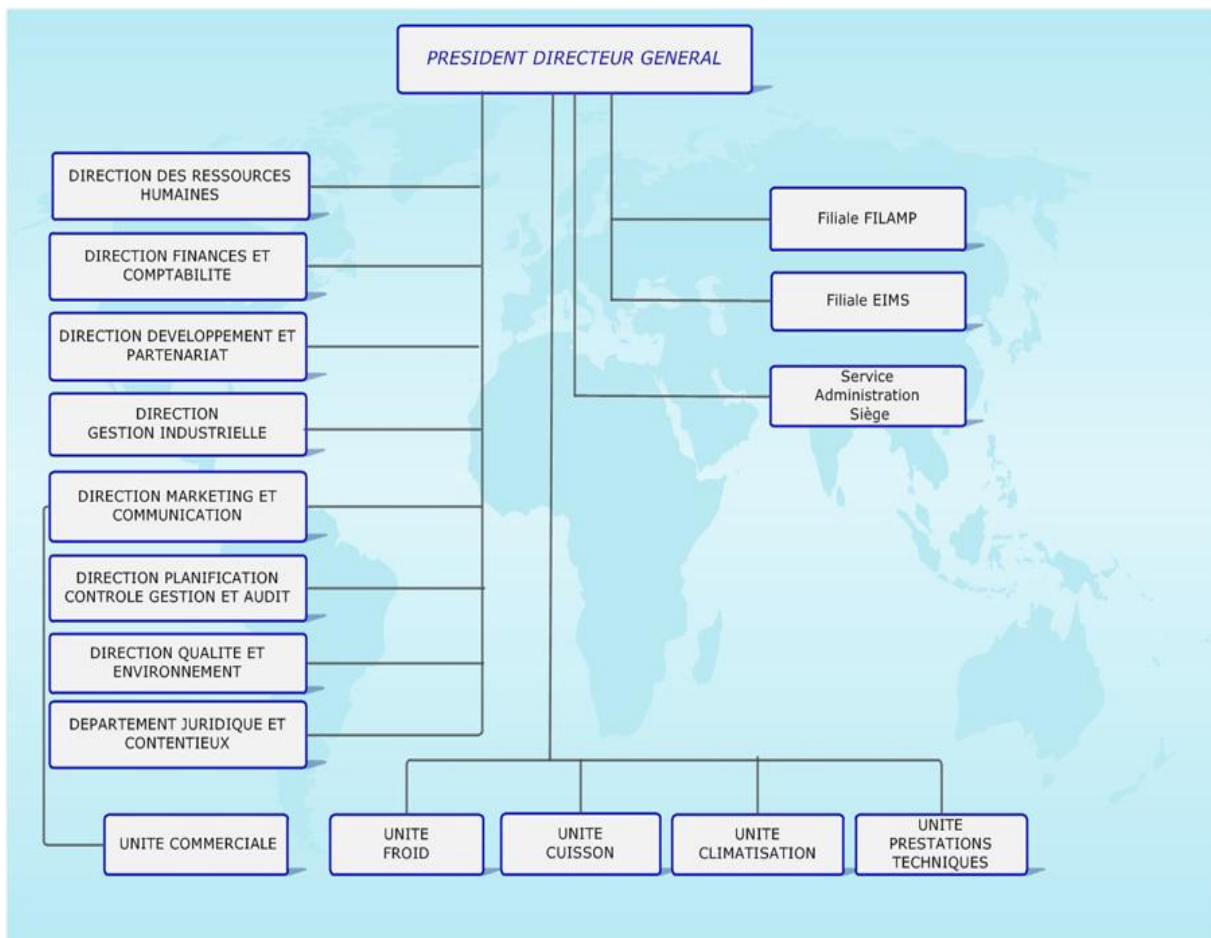 PRESIDENT DIRECTEUR GENERAL
DIRECTION DES RESSOURCES
HUMAINES
DIRECTION FINANCES ET
COMPTABILITE
DIRECTION DEVELOPPEMENT ET
PARTENARIAT
DIRECTION
GESTION INDUSTRIELLE
DIRECTION MARKETING ET
COMMUNICATION
DIRECTION PLANIFICATION
CONTROLE GESTION ET AUDIT
DIRECTION QUALITE ET
ENVIRONNEMENT
DEPARTEMENT JURIDIQUE ET
CONTENTIEUX
Filiale FILAMP
Filiale EIMS
Service
Administration
Siège
UNITE COMMERCIALE
UNITE
FROID
UNITE
CUISSON
UNITE
CLIMATISATION
UNITE
PRESTATIONS
TECHNIQUES